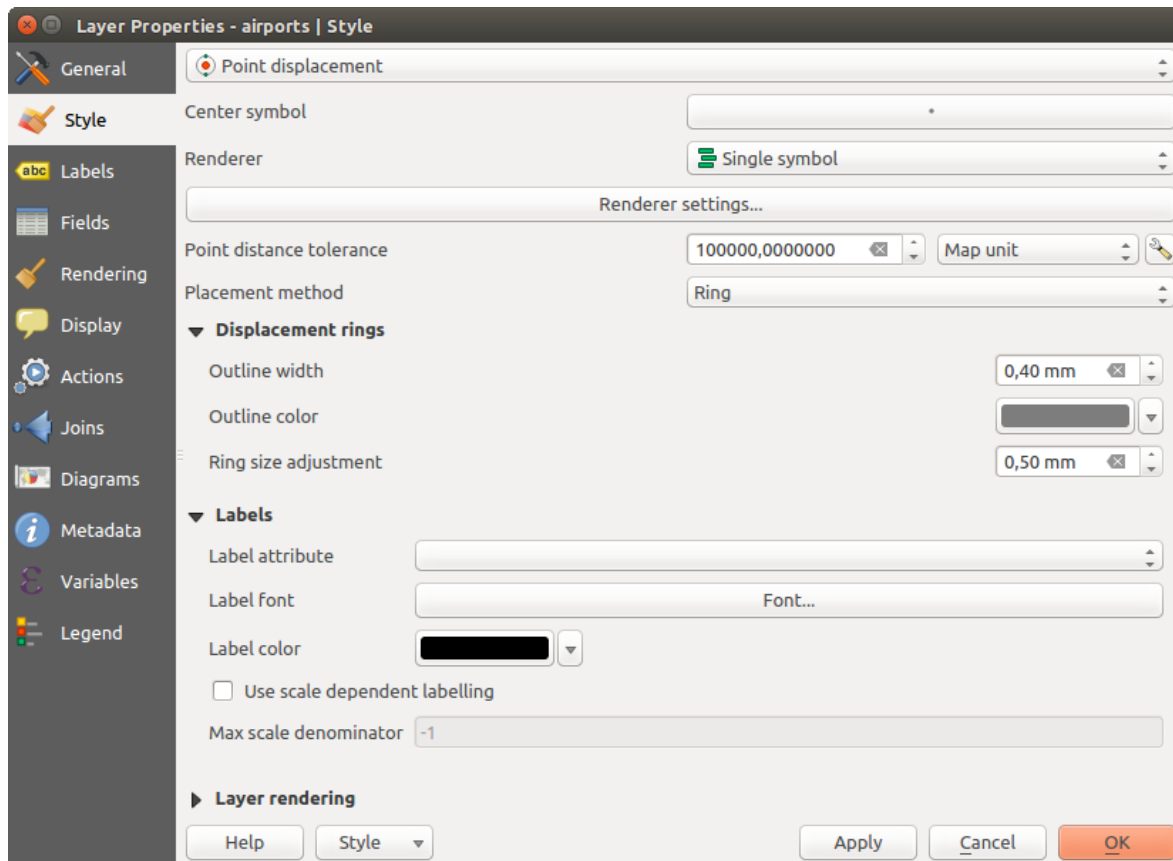 Layer Properties - airports | Style
General
Style
Labels
Fields
Rendering
Display
Actions
Joins
Diagrams
Metadata
Variables
Legend
Point displacement
Center symbol
Renderer Single symbol
Renderer settings...
Point distance tolerance 100000,0000000 Map unit
Placement method Ring
Displacement rings
Outline width 0,40 mm
Outline color
Ring size adjustment 0,50 mm
Labels
Label attribute
Label font Font...
Label color
Use scale dependent labelling
Max scale denominator -1
Layer rendering
Help Style Apply Cancel OK
abc